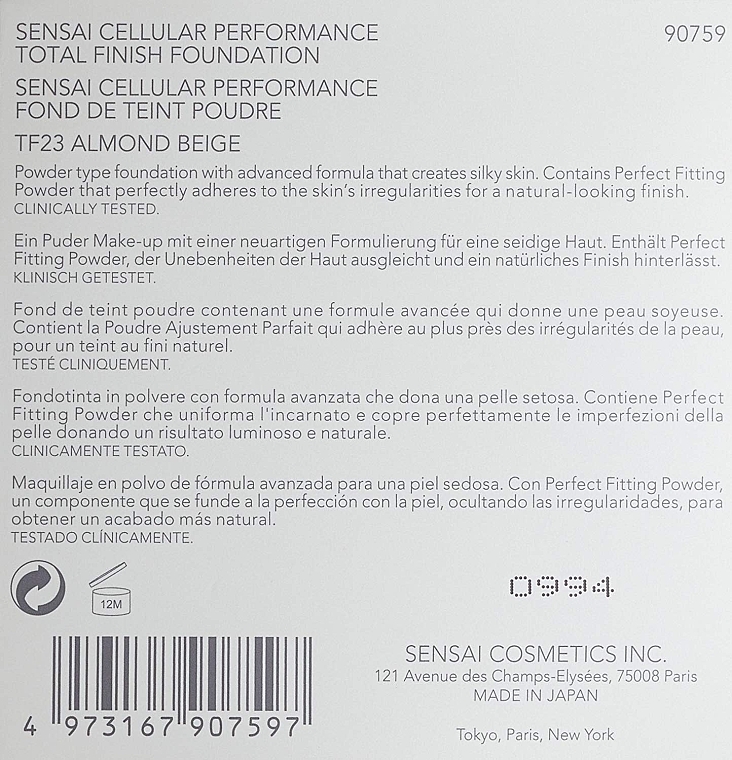 SENSAI CELLULAR PERFORMANCE 90759
TOTAL FINISH FOUNDATION
SENSAI CELLULAR PERFORMANCE
FOND DE TEINT POUDRE
TF23 ALMOND BEIGE
Powder type foundation with advanced formula that creates silky skin. Contains Perfect Fitting
Powder that perfectly adheres to the skin's irregularities for a natural-looking finish.
CLINICALLY TESTED.
Ein Puder Make-up mit einer neuartigen Formulierung für eine seidige Haut. Enthält Perfect
Fitting Powder, der Unebenheiten der Haut ausgleicht und ein natürliches Finish hinterlässt.
KLINISCH GETESTET.
Fond de teint poudre contenant une formule avancée qui donne une peau soyeuse.
Contient la Poudre Ajustement Parfait qui adhère au plus près des irrégularités de la peau,
pour un teint au fini naturel.
TESTÉ CLINIQUEMENT.
Fondotinta in polvere con formula avanzata che dona una pelle setosa. Contiene Perfect
Fitting Powder che uniforma l'incarnato e copre perfettamente le imperfezioni della
pelle donando un risultato luminoso e naturale.
CLINICAMENTE TESTATO.
Maquillaje en polvo de fórmula avanzada para una piel sedosa. Con Perfect Fitting Powder,
un componente que se funde a la perfección con la piel, ocultando las irregularidades, para
obtener un acabado más natural.
TESTADO CLÍNICAMENTE.
12M
0994
SENSAI COSMETICS INC.
121 Avenue des Champs-Elysées, 75008 Paris
MADE IN JAPAN
Tokyo, Paris, New York
4 973167 907597